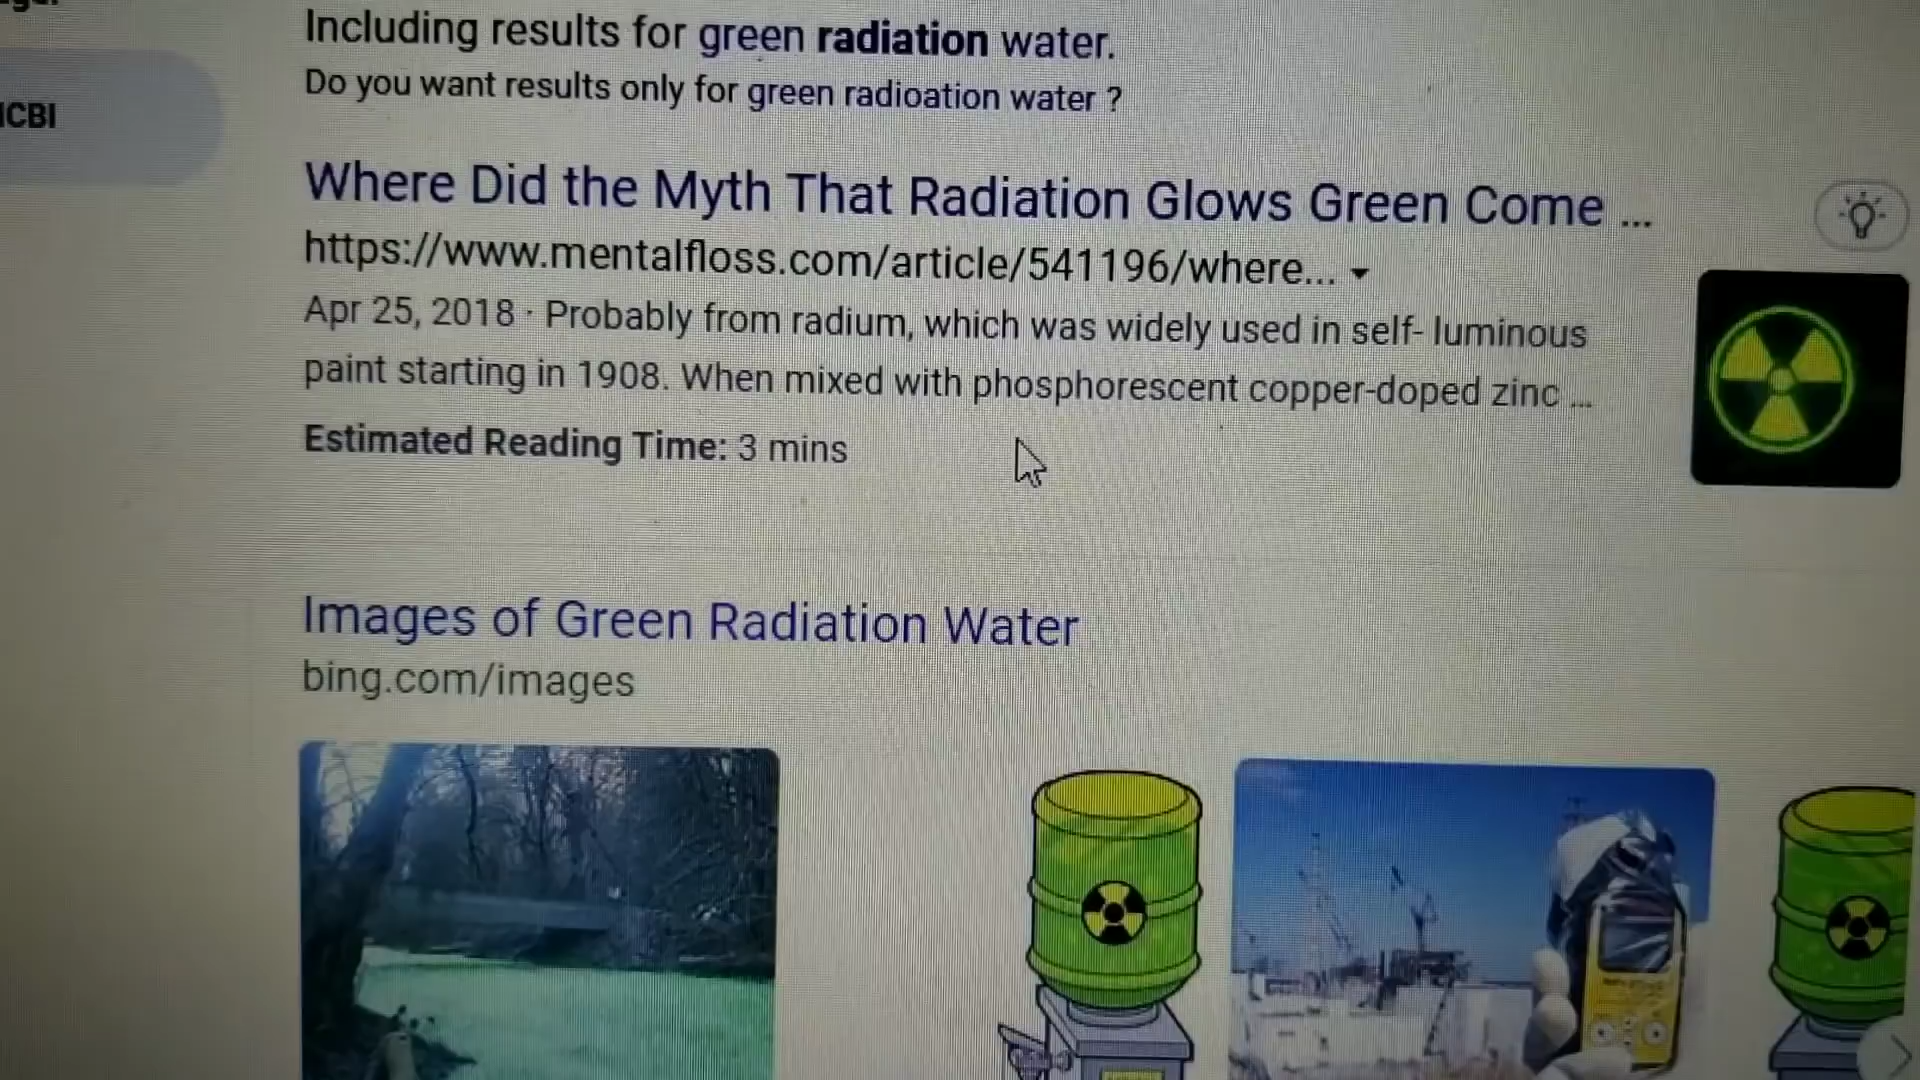 Including results for green radiation water.
Do you want results only for green radioation water ?
ICBI
Where Did the Myth That Radiation Glows Green Come ...
https://www.mentalfloss.com/article/541196/where...
Apr 25, 2018 · Probably from radium, which was widely used in self- luminous
paint starting in 1908. When mixed with phosphorescent copper-doped zinc ...
Estimated Reading Time: 3 mins
Images of Green Radiation Water
bing.com/images